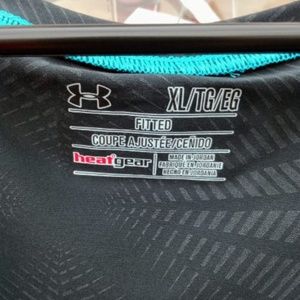 XL/TG/EG
FITTED
COUPE AJUSTÉE/CEÑIDO
heatgear
MADE IN JORDAN
FABRIQUÉ EN JORDANIE
HECHO EN JORDANIA